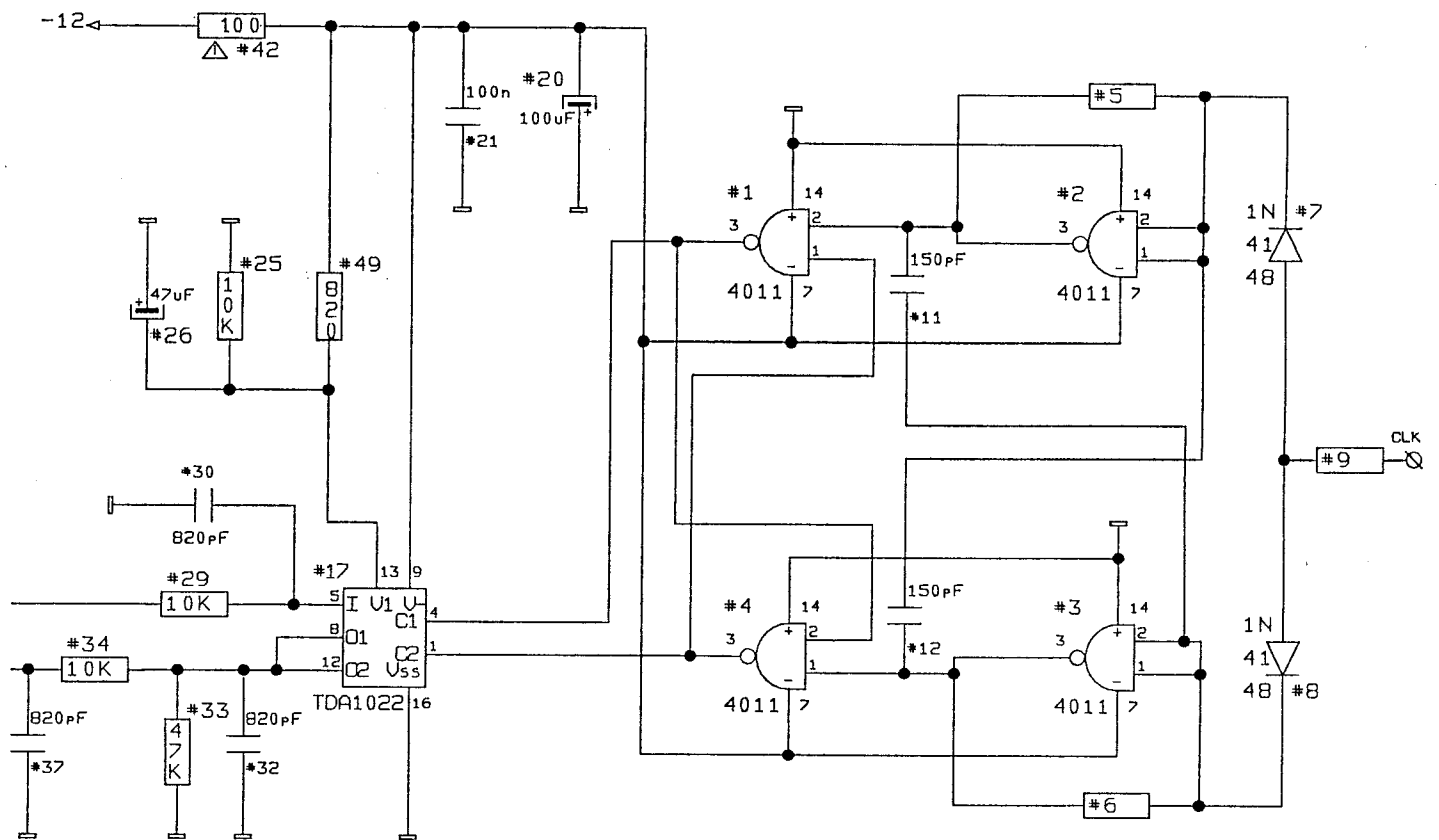 -12
100
#42
100n
#21
#20
100uF
#5
#1
14
3
2
1
4011
7
#2
14
3
2
1
4011
7
1N
41
48
#7
150pF
#11
47uF
#26
#25
10K
#49
820
#30
820pF
#29
10K
#17
13
9
5
I
V1
V-
C1
4
8
O1
12
O2
C2
1
Vss
TDA1022
16
#34
10K
820pF
#37
#33
47K
820pF
#32
CLK
#9
#4
14
3
2
1
4011
7
150pF
#12
#3
14
3
2
1
4011
7
1N
41
48
#8
#6